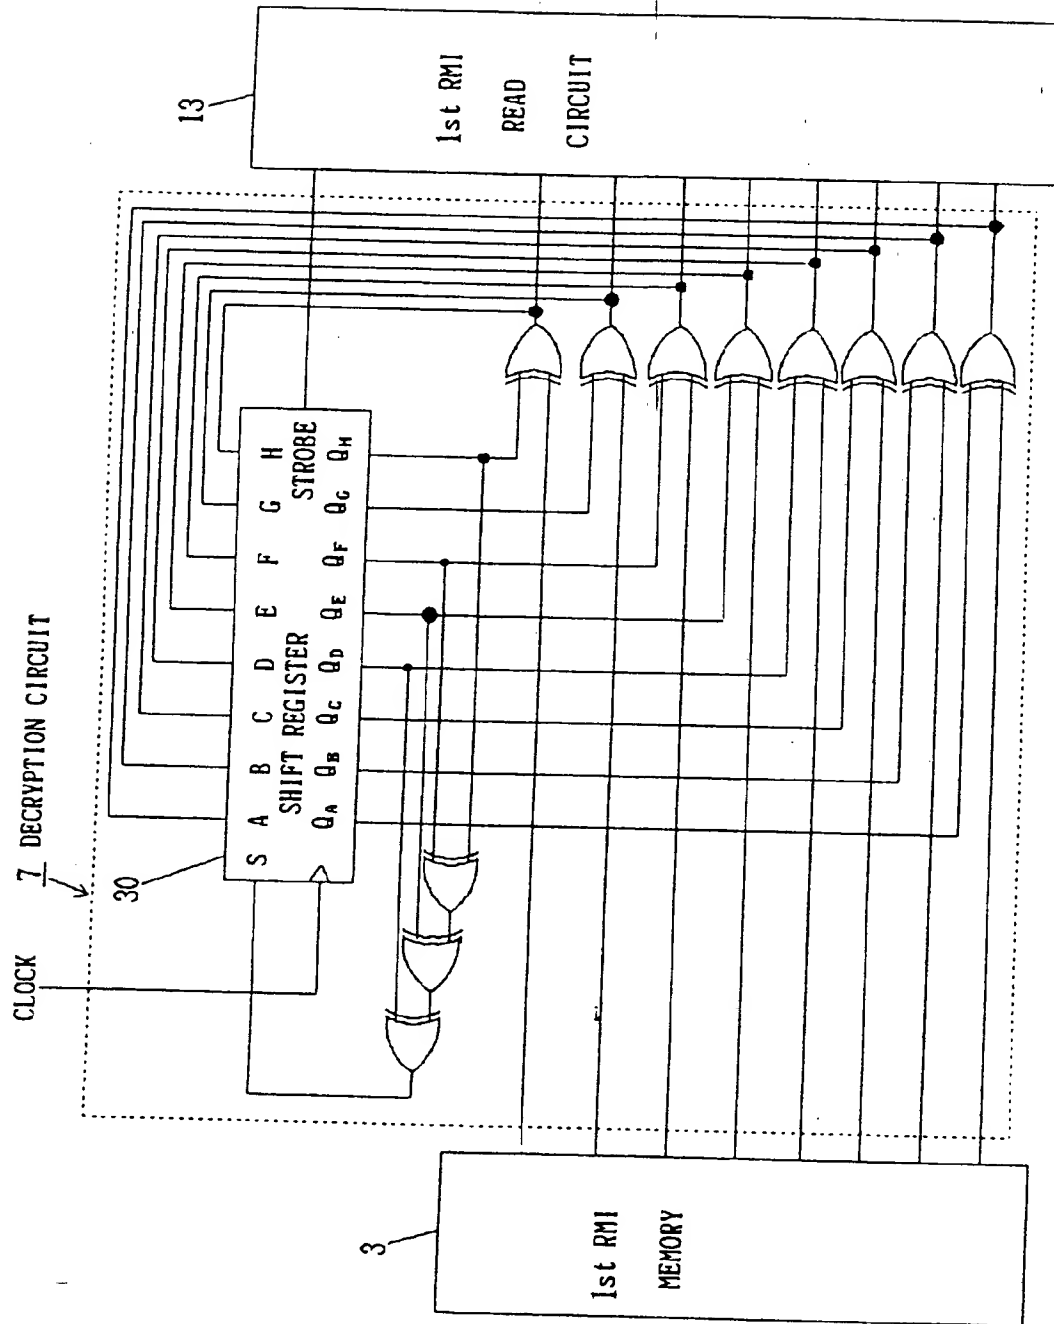 CLOCK
7 DECRYPTION CIRCUIT
30
S A B C D E F G H
SHIFT REGISTER STROBE
QA QB QC QD QE QF QG QH
13
1st RMI
READ
CIRCUIT
3
1st RMI
MEMORY